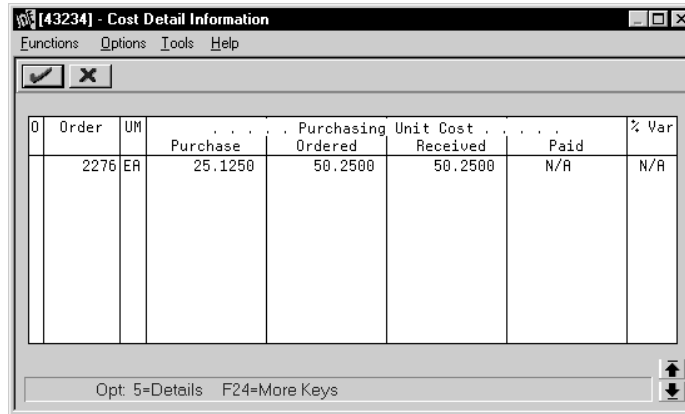 [43234] - Cost Detail Information
Functions Options Tools Help
O Order UM . . . . . Purchasing Unit Cost . . . . . % Var
Purchase Ordered Received Paid
2276 EA 25.1250 50.2500 50.2500 N/A N/A
Opt: 5=Details F24=More Keys